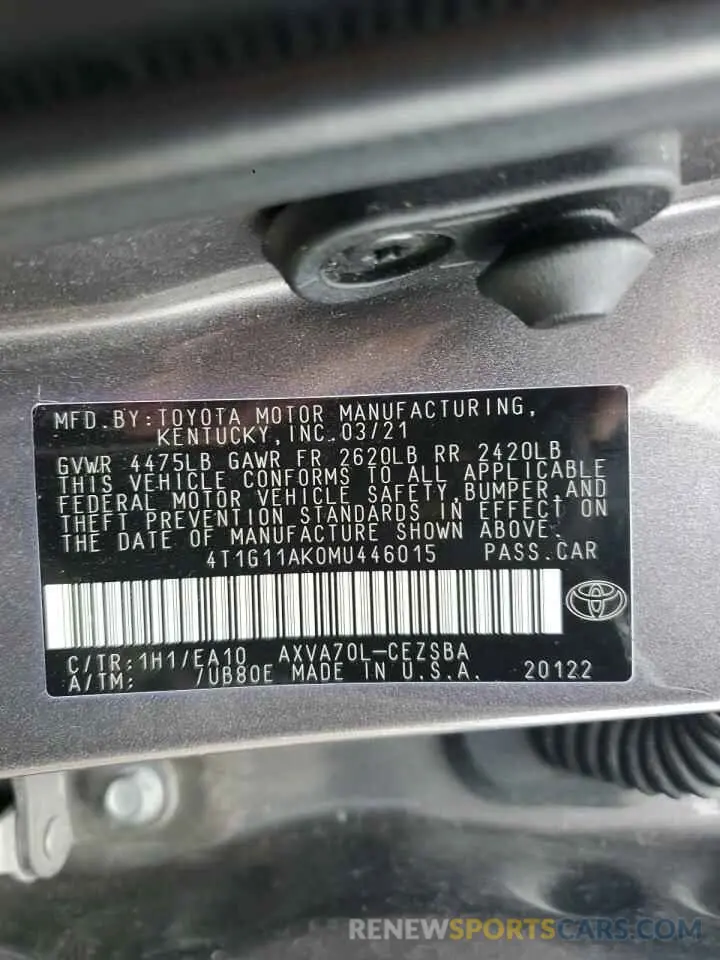 MFD.BY:TOYOTA MOTOR MANUFACTURING,
KENTUCKY,INC.03/21
GVWR 4475LB GAWR FR 2620LB RR 2420LB
THIS VEHICLE CONFORMS TO ALL APPLICABLE
FEDERAL MOTOR VEHICLE SAFETY,BUMPER,AND
THEFT PREVENTION STANDARDS IN EFFECT ON
THE DATE OF MANUFACTURE SHOWN ABOVE.
4T1G11AK0MU446015 PASS.CAR
C/TR:1H1/EA10 AXVA70L-CEZSBA
A/TM: /UB80E MADE IN U.S.A. 20122
RENEWSPORTSCARS.COM